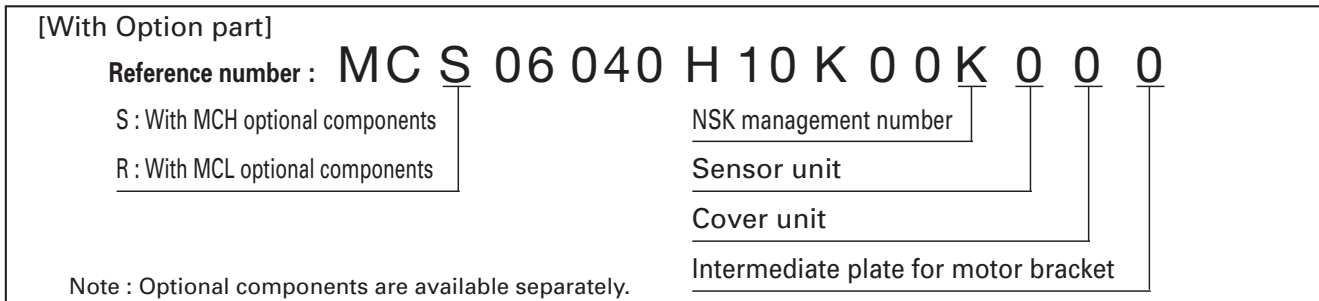 [With Option part]
Reference number : MC S 06 040 H 10 K 0 0 K 0 0 0
S : With MCH optional components
NSK management number
R : With MCL optional components
Sensor unit
Cover unit
Intermediate plate for motor bracket
Note : Optional components are available separately.